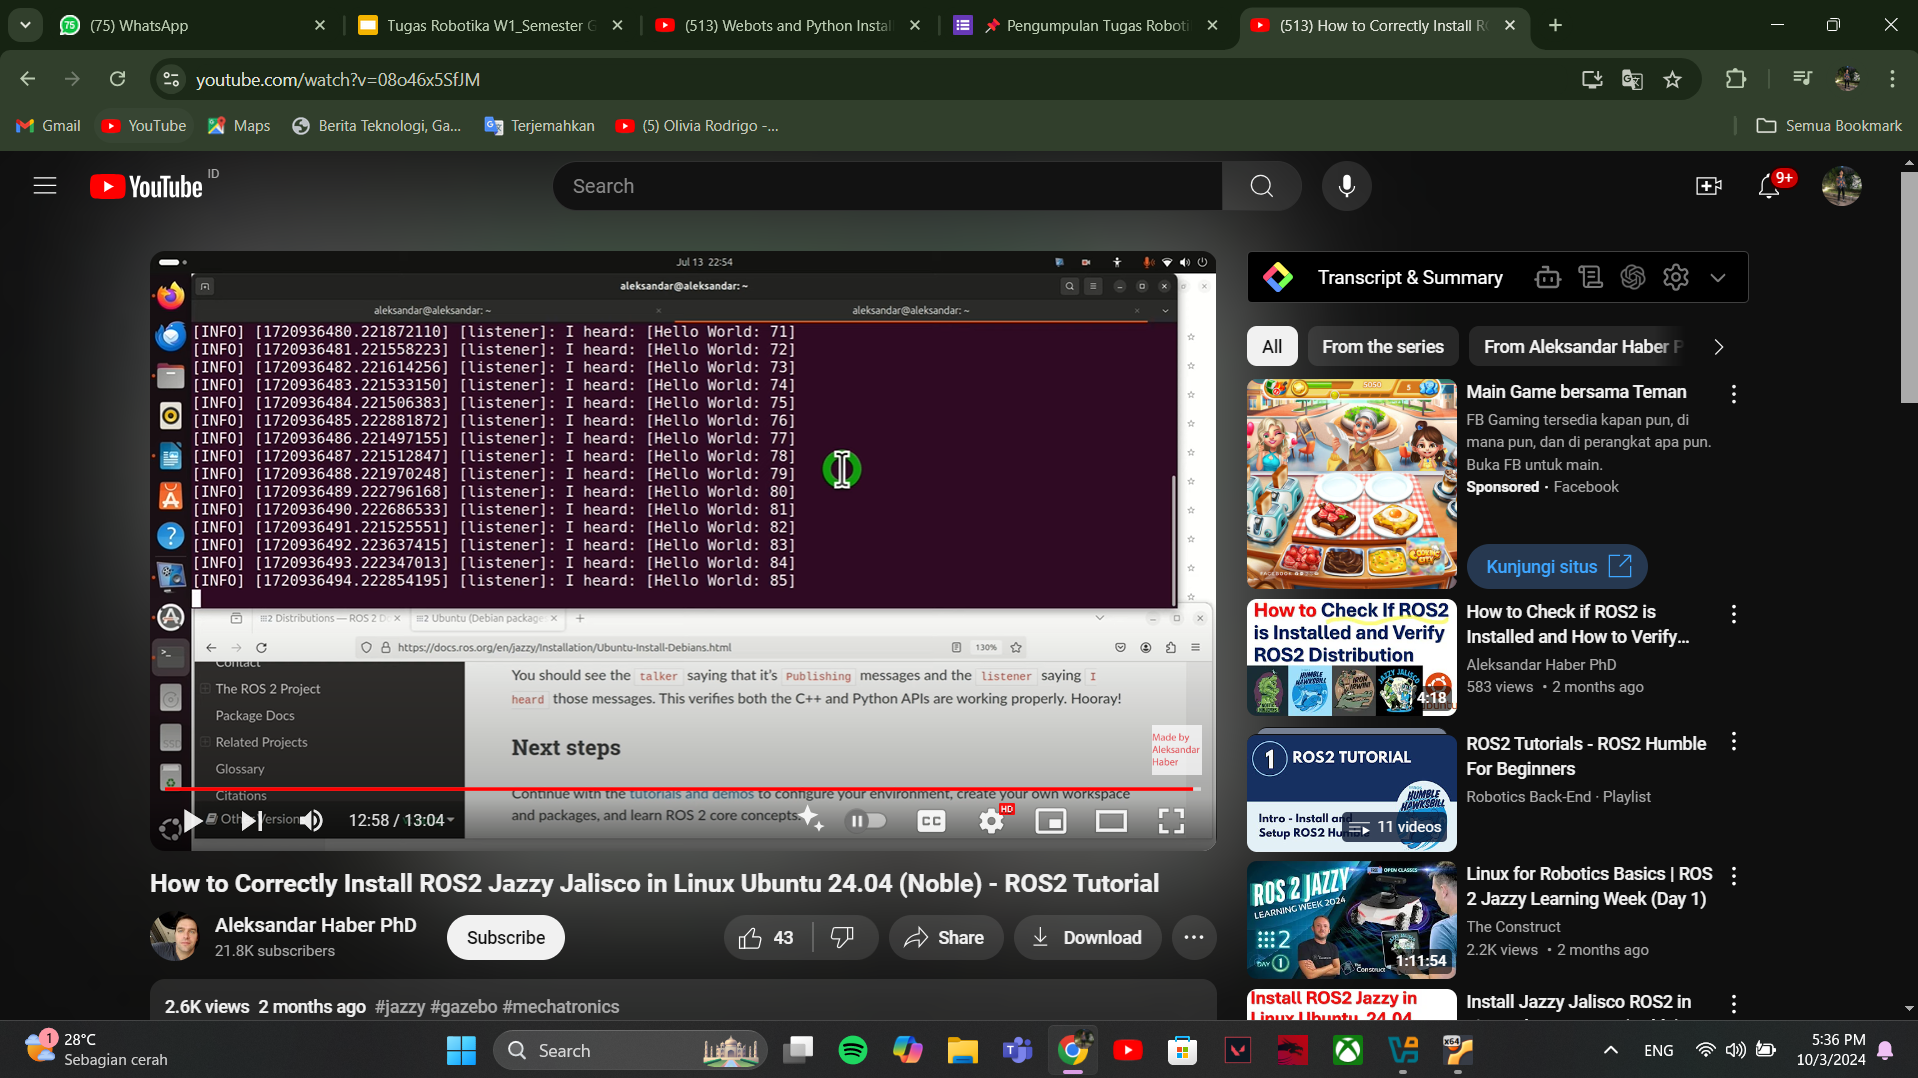 (75) WhatsApp
Tugas Robotika W1_Semester G
(513) Webots and Python Instal
📌 Pengumpulan Tugas Roboti
(513) How to Correctly Install R
youtube.com/watch?v=08o46x5SfJM
Gmail
YouTube
Maps
Berita Teknologi, Ga...
Terjemahkan
(5) Olivia Rodrigo -...
Semua Bookmark
YouTube ID
Search
9+
Jul 13 22:54
aleksandar@aleksandar: ~
aleksandar@aleksandar: ~
aleksandar@aleksandar: ~
[INFO] [1720936480.221872110] [listener]: I heard: [Hello World: 71]
[INFO] [1720936481.221558223] [listener]: I heard: [Hello World: 72]
[INFO] [1720936482.221614256] [listener]: I heard: [Hello World: 73]
[INFO] [1720936483.221533150] [listener]: I heard: [Hello World: 74]
[INFO] [1720936484.221506383] [listener]: I heard: [Hello World: 75]
[INFO] [1720936485.222881872] [listener]: I heard: [Hello World: 76]
[INFO] [1720936486.221497155] [listener]: I heard: [Hello World: 77]
[INFO] [1720936487.221512847] [listener]: I heard: [Hello World: 78]
[INFO] [1720936488.221970248] [listener]: I heard: [Hello World: 79]
[INFO] [1720936489.222796168] [listener]: I heard: [Hello World: 80]
[INFO] [1720936490.222686533] [listener]: I heard: [Hello World: 81]
[INFO] [1720936491.221525551] [listener]: I heard: [Hello World: 82]
[INFO] [1720936492.223637415] [listener]: I heard: [Hello World: 83]
[INFO] [1720936493.222347013] [listener]: I heard: [Hello World: 84]
[INFO] [1720936494.222854195] [listener]: I heard: [Hello World: 85]
Distributions — ROS 2 Do
Ubuntu (Debian package
https://docs.ros.org/en/jazzy/Installation/Ubuntu-Install-Debians.html
130%
Contact
The ROS 2 Project
Package Docs
Related Projects
Glossary
Citations
You should see the talker saying that it's Publishing messages and the listener saying I
heard those messages. This verifies both the C++ and Python APIs are working properly. Hooray!
Next steps
Continue with the tutorials and demos to configure your environment, create your own workspace
and packages, and learn ROS 2 core concepts.
Made by
Aleksandar
Haber
12:58 / 13:04
CC
HD
How to Correctly Install ROS2 Jazzy Jalisco in Linux Ubuntu 24.04 (Noble) - ROS2 Tutorial
Aleksandar Haber PhD
21.8K subscribers
Subscribe
43
Share
Download
2.6K views 2 months ago #jazzy #gazebo #mechatronics
Transcript & Summary
All
From the series
From Aleksandar Haber P
Main Game bersama Teman
FB Gaming tersedia kapan pun, di
mana pun, dan di perangkat apa pun.
Buka FB untuk main.
Sponsored · Facebook
Kunjungi situs
How to Check If ROS2
is Installed and Verify
ROS2 Distribution
4:18
How to Check if ROS2 is
Installed and How to Verify...
Aleksandar Haber PhD
583 views • 2 months ago
1 ROS2 TUTORIAL
HUMBLE
HAWKSBILL
Intro - Install and
Setup ROS2 Humble
11 videos
ROS2 Tutorials - ROS2 Humble
For Beginners
Robotics Back-End · Playlist
ROS 2 JAZZY
OPEN CLASSES
LEARNING WEEK 2024
2
DAY 1
The Construct
1:11:54
Linux for Robotics Basics | ROS
2 Jazzy Learning Week (Day 1)
The Construct
2.2K views • 2 months ago
Install ROS2 Jazzy in
Linux Ubuntu 24.04
Install Jazzy Jalisco ROS2 in
1
28°C
Sebagian cerah
Search
x64
ENG
5:36 PM
10/3/2024